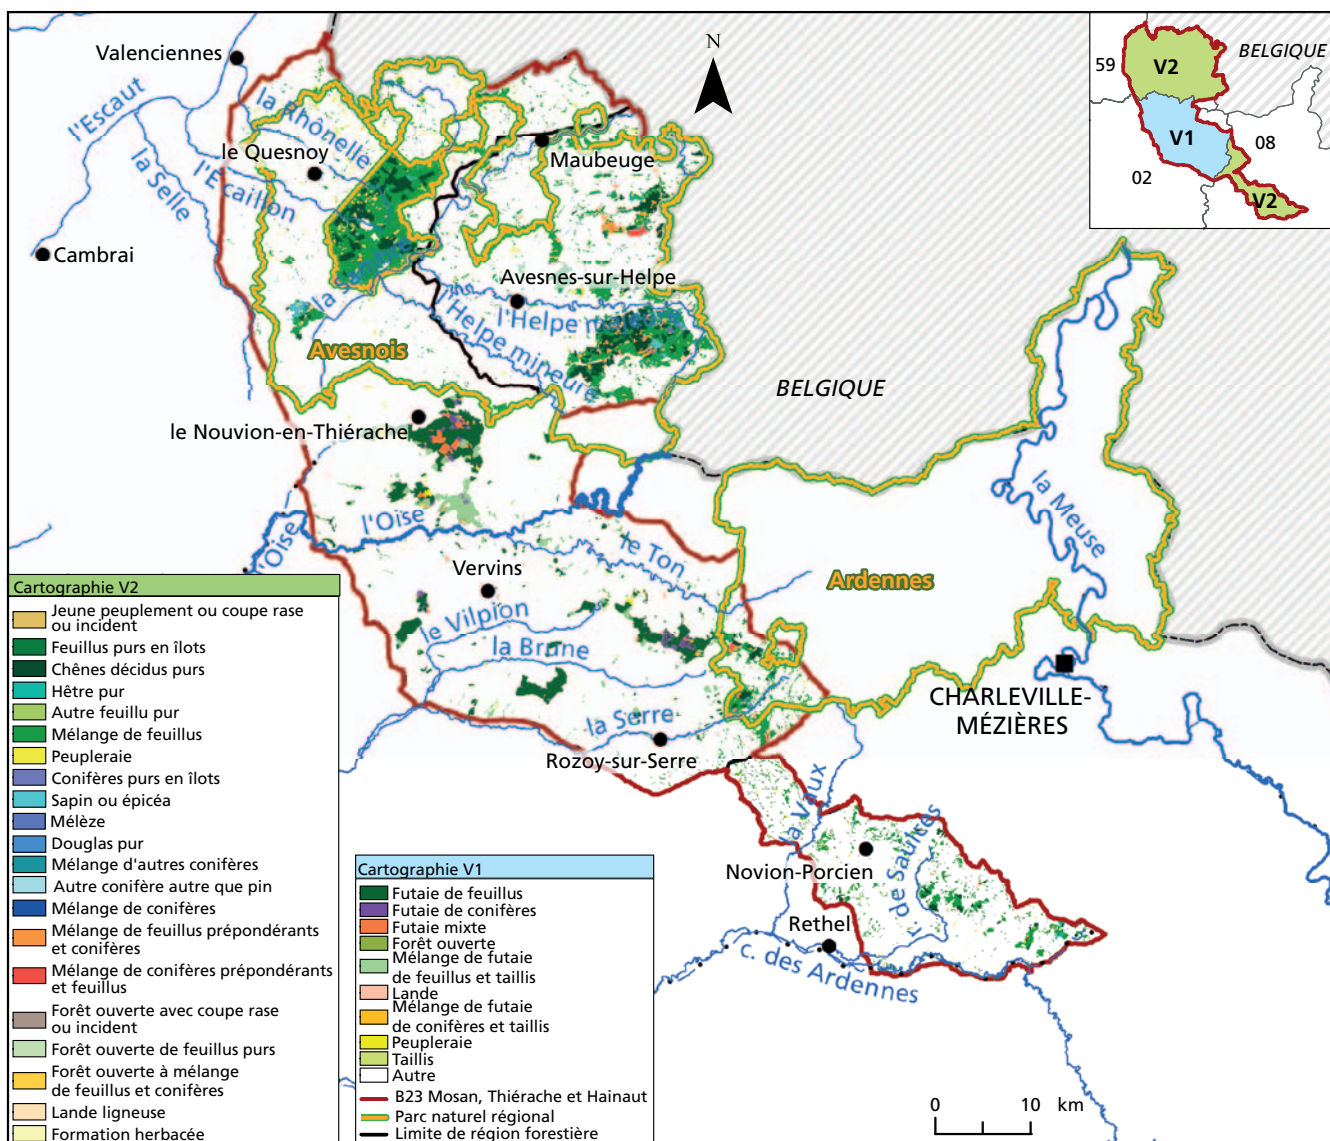 Valenciennes
l'Escaut
la Selle
la Rhônelle
le Quesnoy
l'Ecaillon
Cambrai
N
Maubeuge
Avesnes-sur-Helpe
l'Helpe majeure
l'Helpe mineure
Avesnois
BELGIQUE
le Nouvion-en-Thiérache
l'Oise
l'Oise
le Ton
Vervins
le Vilpion
la Brune
la Serre
Rozoy-sur-Serre
Ardennes
la Meuse
CHARLEVILLE-
MÉZIÈRES
la Vaux
Novion-Porcien
r. de Saulces
Rethel
c. des Ardennes
59
V2
BELGIQUE
V1
08
02
V2
Cartographie V2
Jeune peuplement ou coupe rase
ou incident
Feuillus purs en îlots
Chênes décidus purs
Hêtre pur
Autre feuillu pur
Mélange de feuillus
Peupleraie
Conifères purs en îlots
Sapin ou épicéa
Mélèze
Douglas pur
Mélange d'autres conifères
Autre conifère autre que pin
Mélange de conifères
Mélange de feuillus prépondérants
et conifères
Mélange de conifères prépondérants
et feuillus
Forêt ouverte avec coupe rase
ou incident
Forêt ouverte de feuillus purs
Forêt ouverte à mélange
de feuillus et conifères
Lande ligneuse
Formation herbacée
Cartographie V1
Futaie de feuillus
Futaie de conifères
Futaie mixte
Forêt ouverte
Mélange de futaie
de feuillus et taillis
Lande
Mélange de futaie
de conifères et taillis
Peupleraie
Taillis
Autre
B23 Mosan, Thiérache et Hainaut
Parc naturel régional
Limite de région forestière
0 10 km